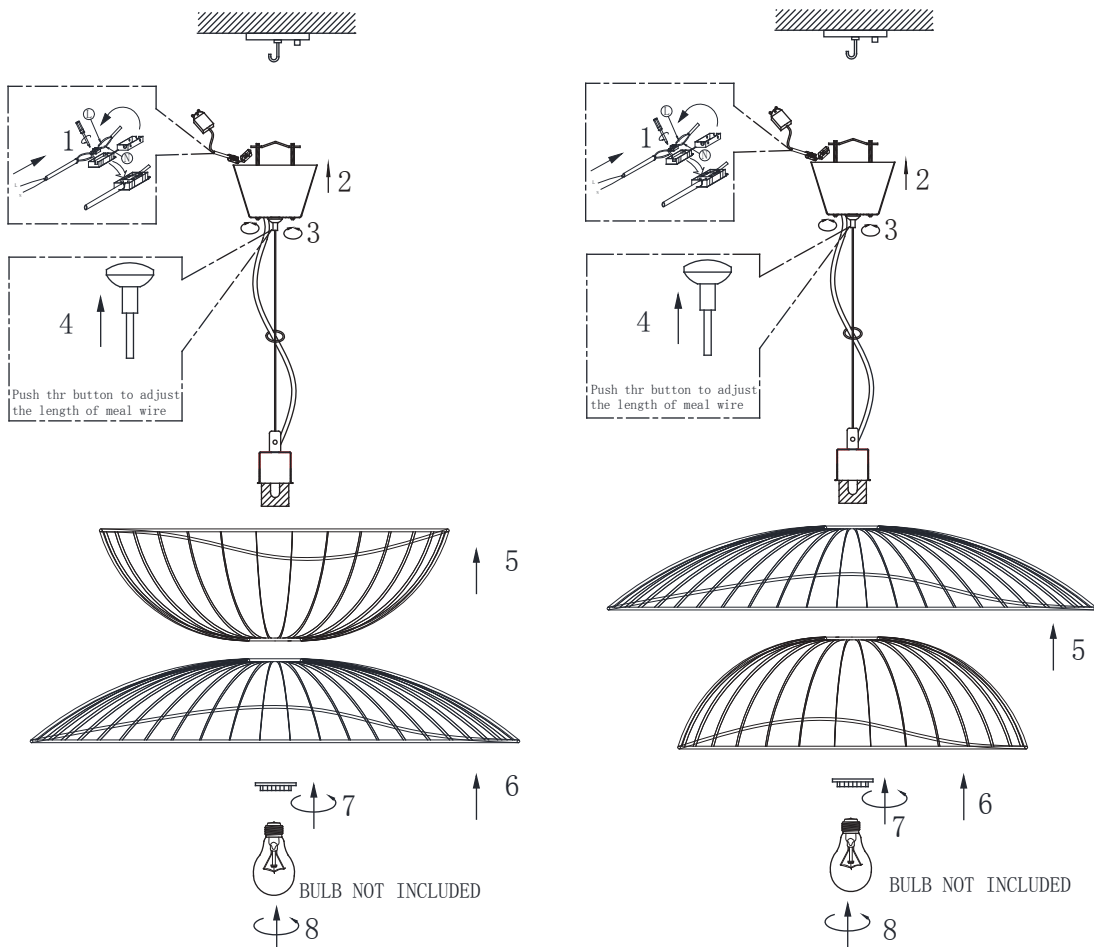 1
2
3
4
Push thr button to adjust
the length of meal wire
5
6
7
BULB NOT INCLUDED
8
1
2
3
4
Push thr button to adjust
the length of meal wire
5
6
7
BULB NOT INCLUDED
8